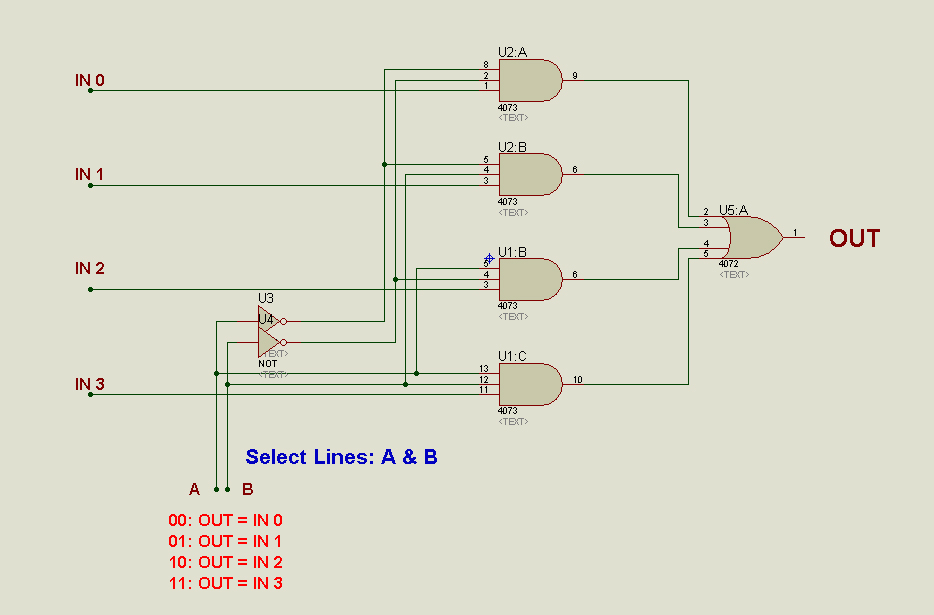 U2:A
IN 0
8
2
1
9
4073
<TEXT>
U2:B
IN 1
5
4
3
6
4073
<TEXT>
U5:A
2
3
4
5
1
OUT
4072
<TEXT>
U1:B
IN 2
5
4
3
6
4073
<TEXT>
U3
U4
<TEXT>
NOT
<TEXT>
U1:C
IN 3
13
12
11
10
4073
<TEXT>
Select Lines: A & B
A B
00: OUT = IN 0
01: OUT = IN 1
10: OUT = IN 2
11: OUT = IN 3